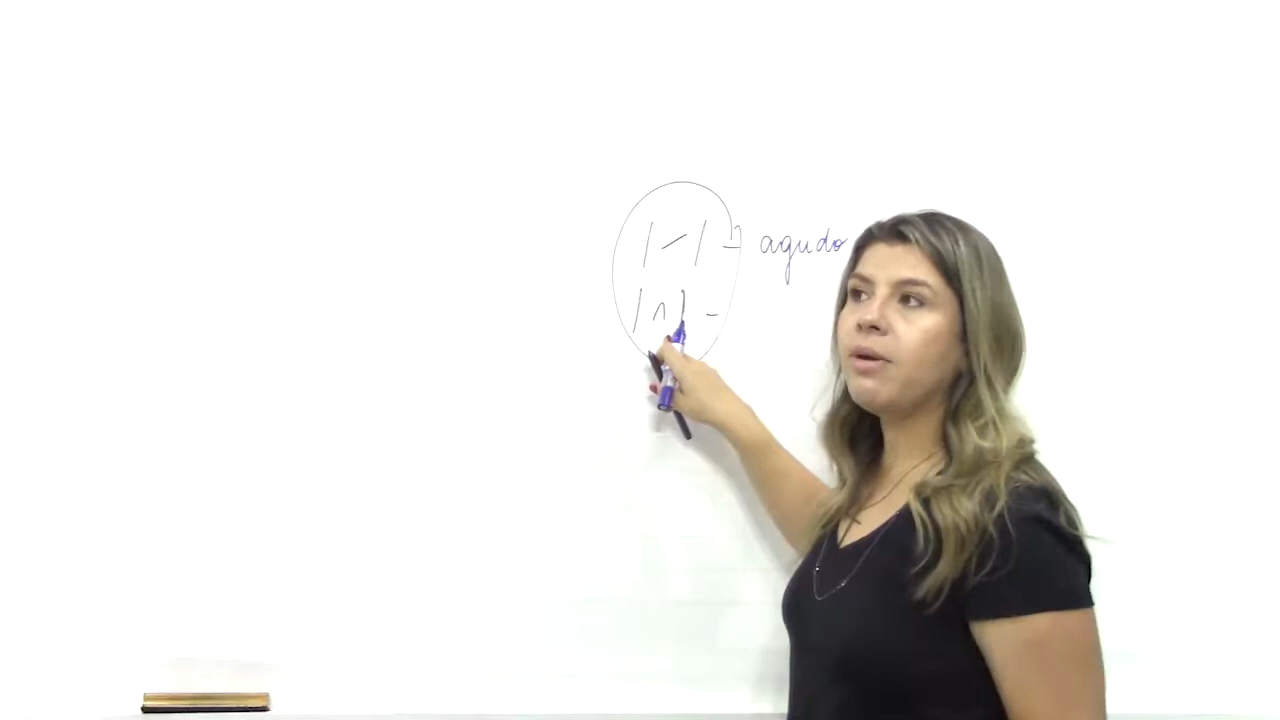 |´| → agudo
|^| -